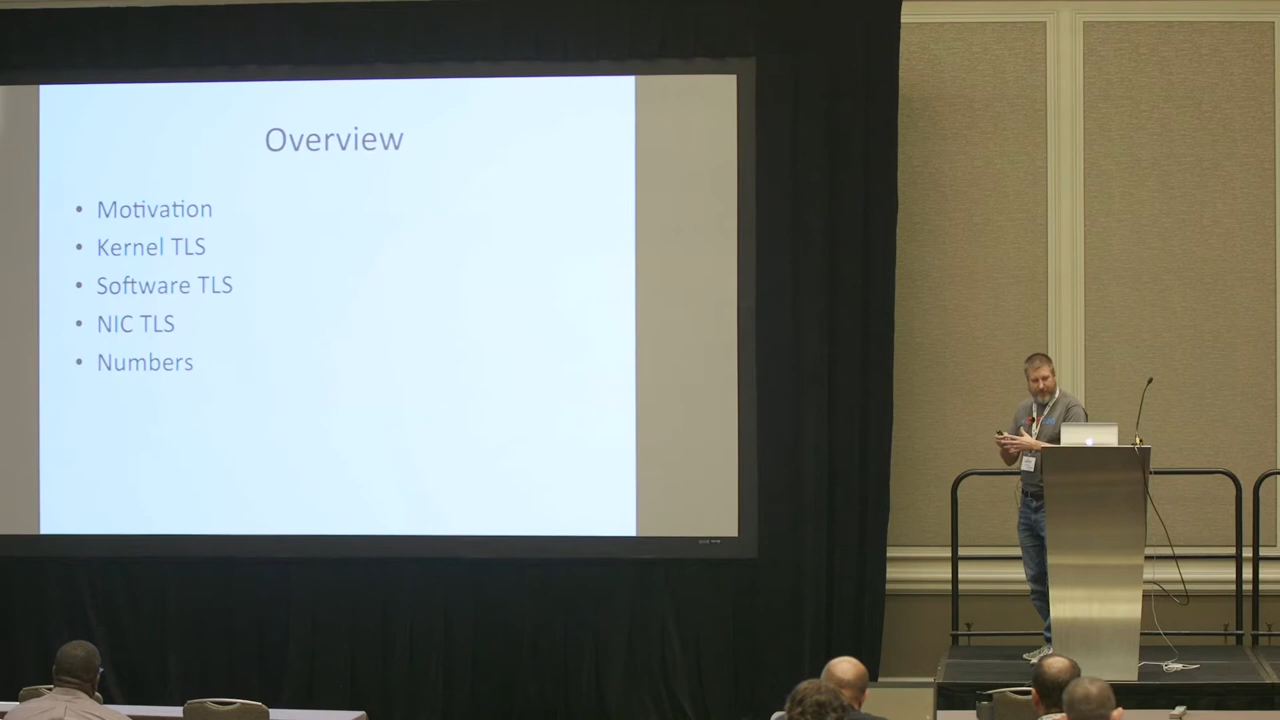 Overview
• Motivation
• Kernel TLS
• Software TLS
• NIC TLS
• Numbers